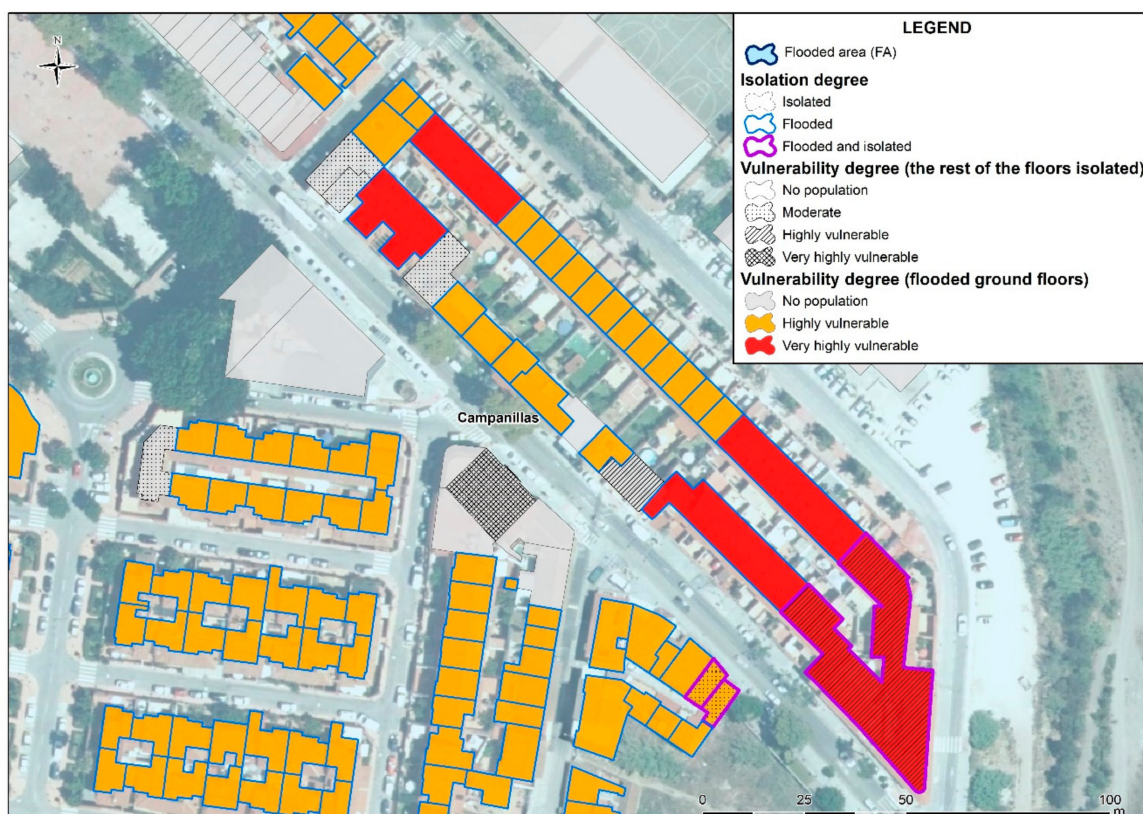 N
LEGEND
Flooded area (FA)
Isolation degree
Isolated
Flooded
Flooded and isolated
Vulnerability degree (the rest of the floors isolated)
No population
Moderate
Highly vulnerable
Very highly vulnerable
Vulnerability degree (flooded ground floors)
No population
Highly vulnerable
Very highly vulnerable
Campanillas
0 25 50 100
m